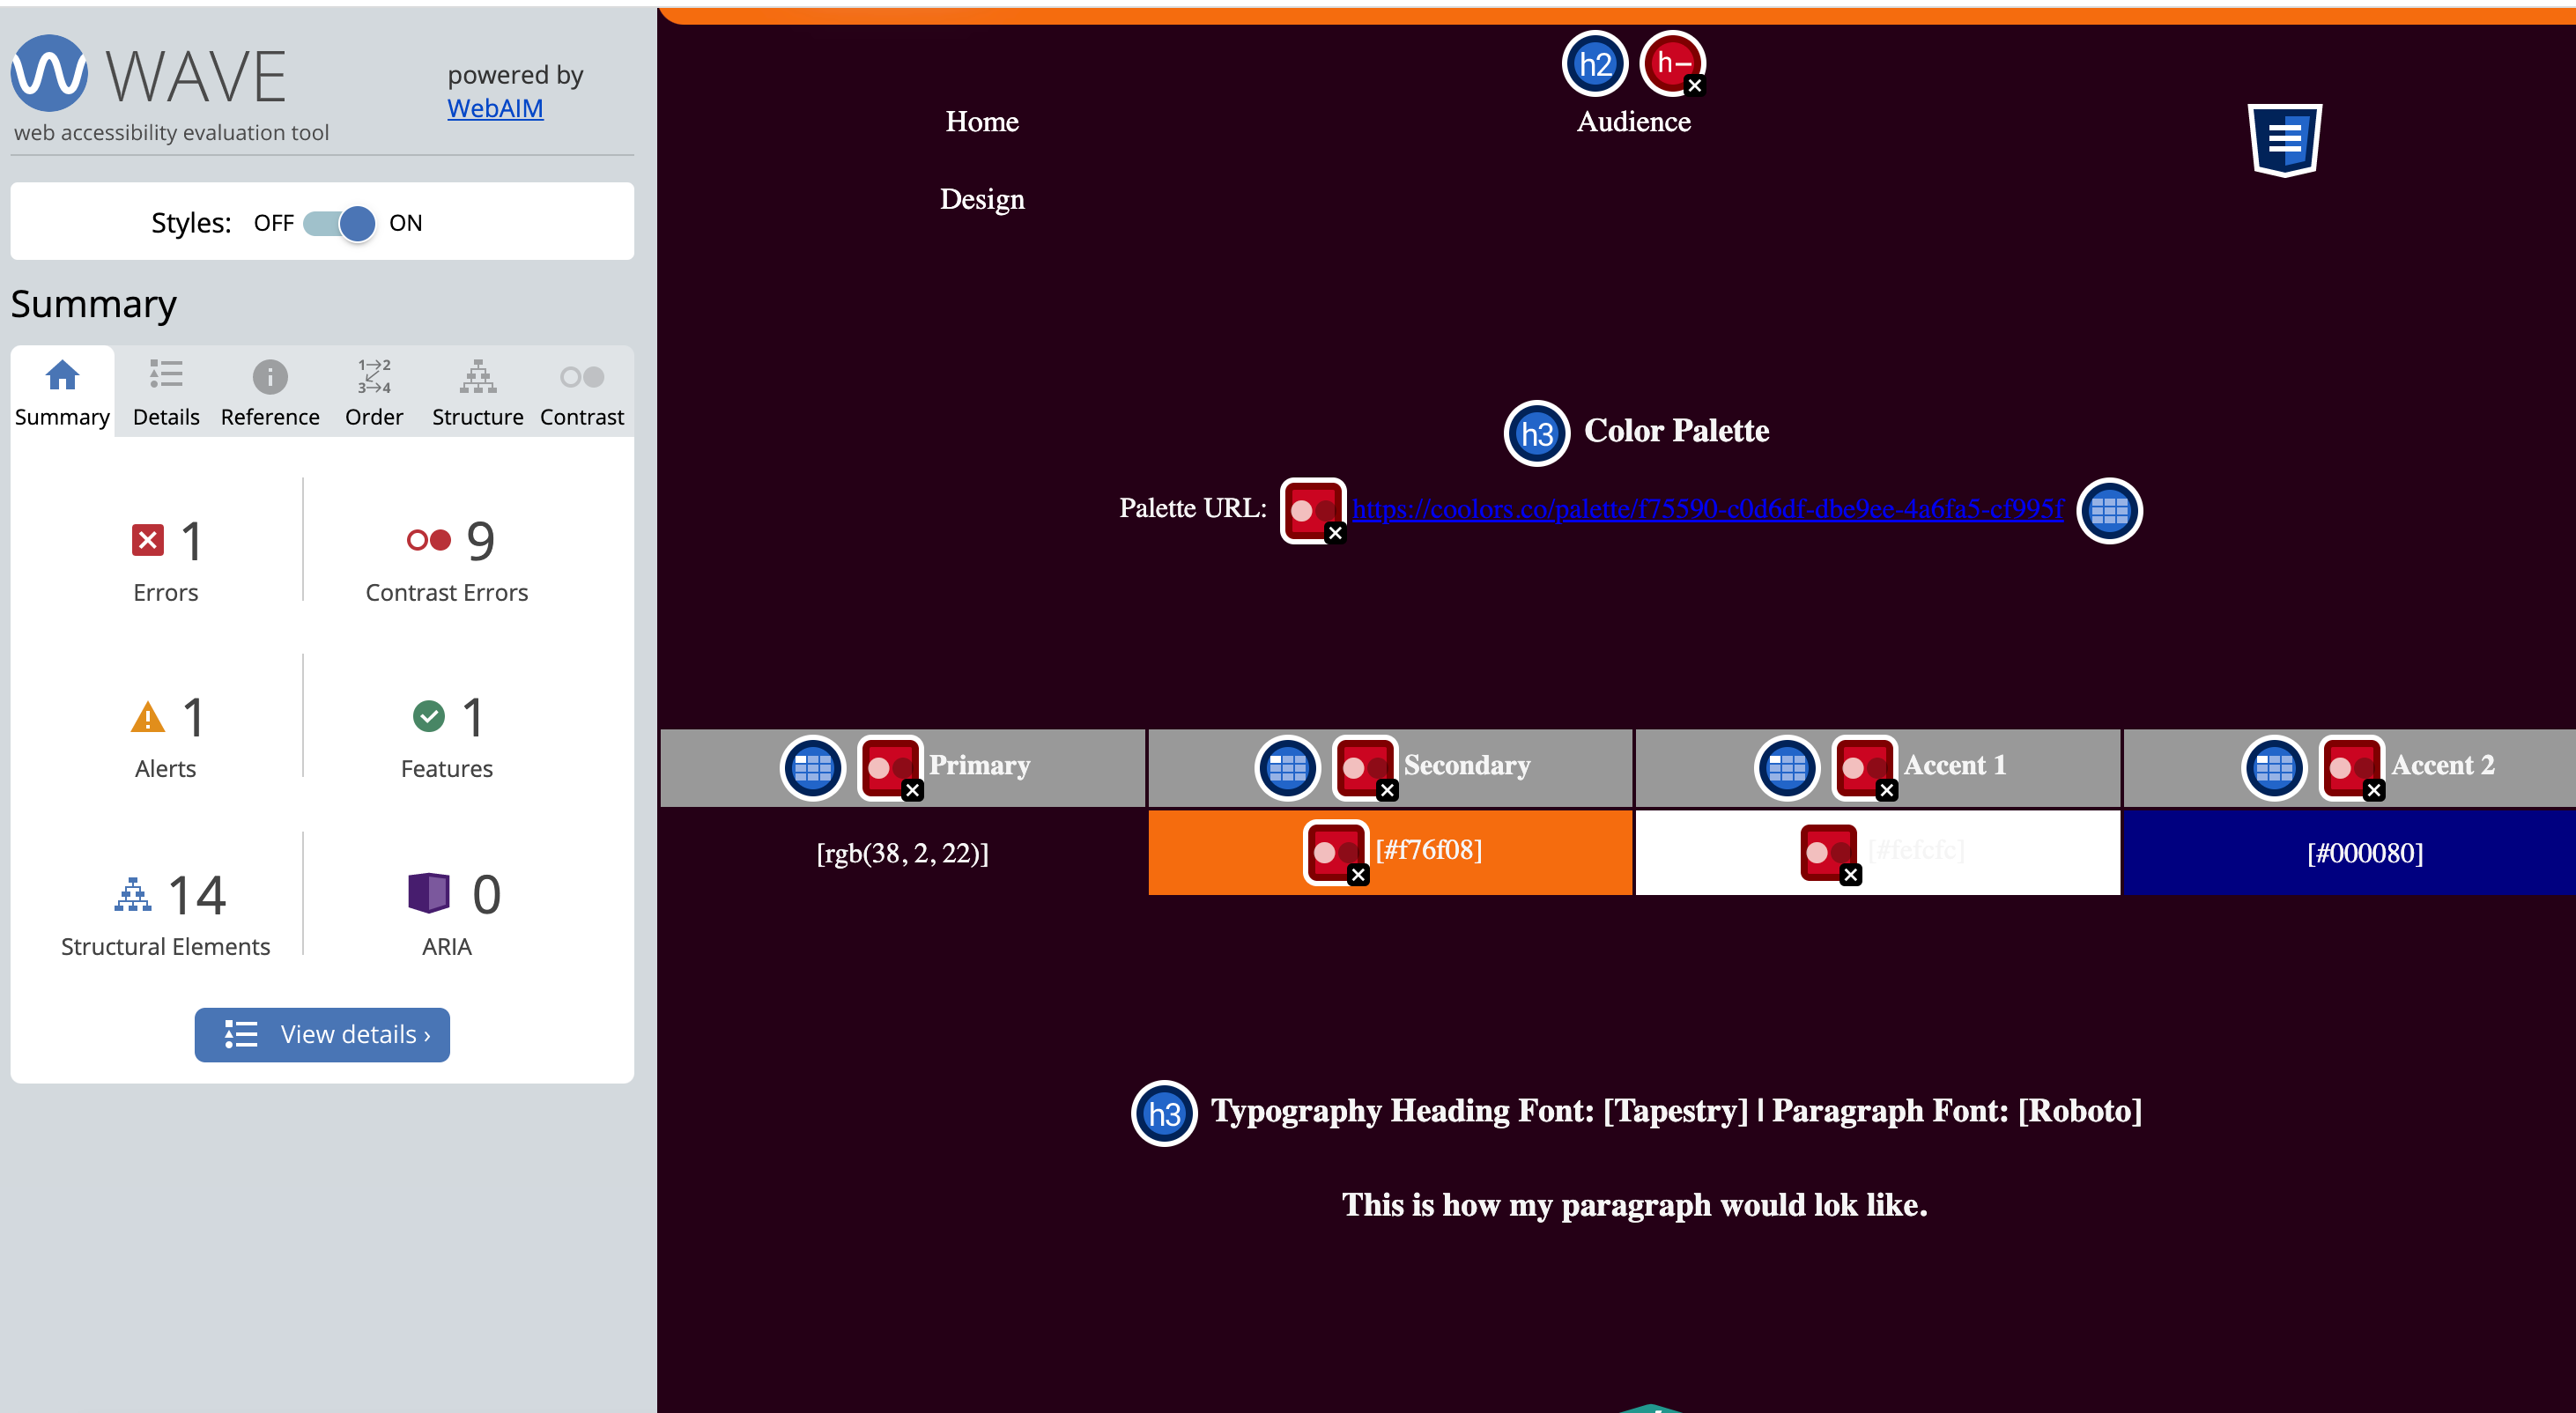 WAVE
powered by
WebAIM
web accessibility evaluation tool
Styles: OFF ON
Summary
Summary Details Reference Order Structure Contrast
1 Errors
9 Contrast Errors
1 Alerts
1 Features
14 Structural Elements
0 ARIA
View details ›
h2 h−
Home
Audience
Design
h3 Color Palette
Palette URL: https://coolors.co/palette/f75590-c0d6df-dbe9ee-4a6fa5-cf995f
Primary Secondary Accent 1 Accent 2
[rgb(38, 2, 22)] [#f76f08] [#fefcfc] [#000080]
h3 Typography Heading Font: [Tapestry] | Paragraph Font: [Roboto]
This is how my paragraph would lok like.